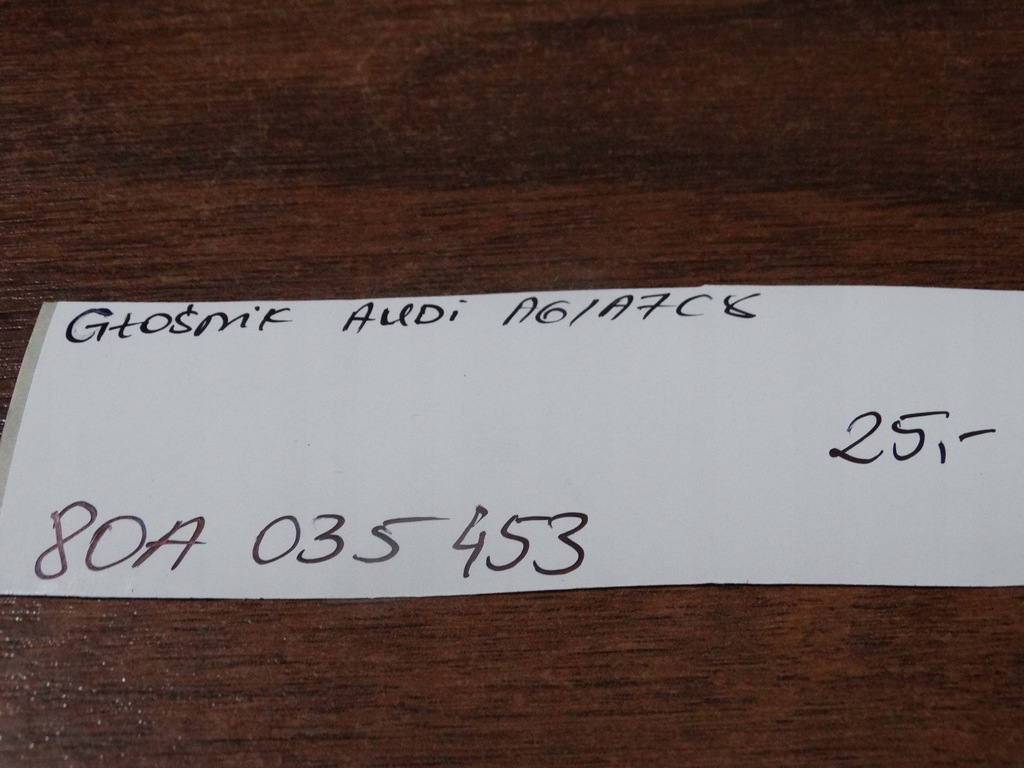 GŁOŚNIK AUDI A6/A7C8
25,-
80A 035 453